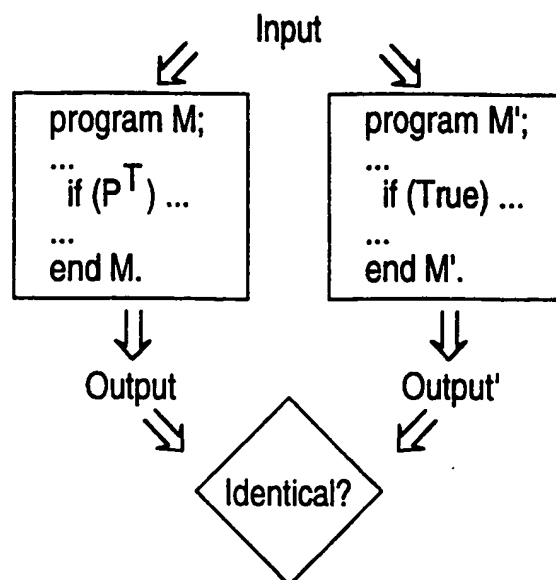 Input
program M;
...
if (P^T) ...
...
end M.
program M';
...
if (True) ...
...
end M'.
Output
Output'
Identical?